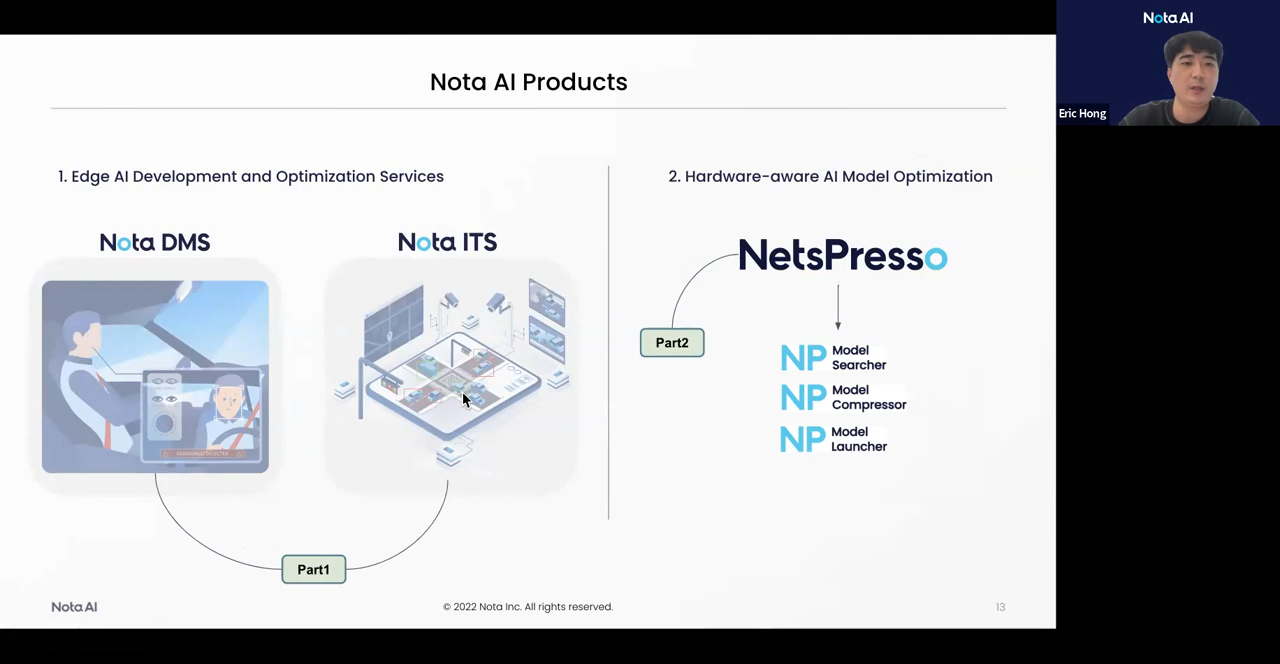 Nota AI Products
1. Edge AI Development and Optimization Services
Nota DMS
Nota ITS
Part1
2. Hardware-aware AI Model Optimization
NetsPresso
Part2
NP Model
Searcher
NP Model
Compressor
NP Model
Launcher
Nota AI
© 2022 Nota Inc. All rights reserved.
13
Nota AI
Eric Hong